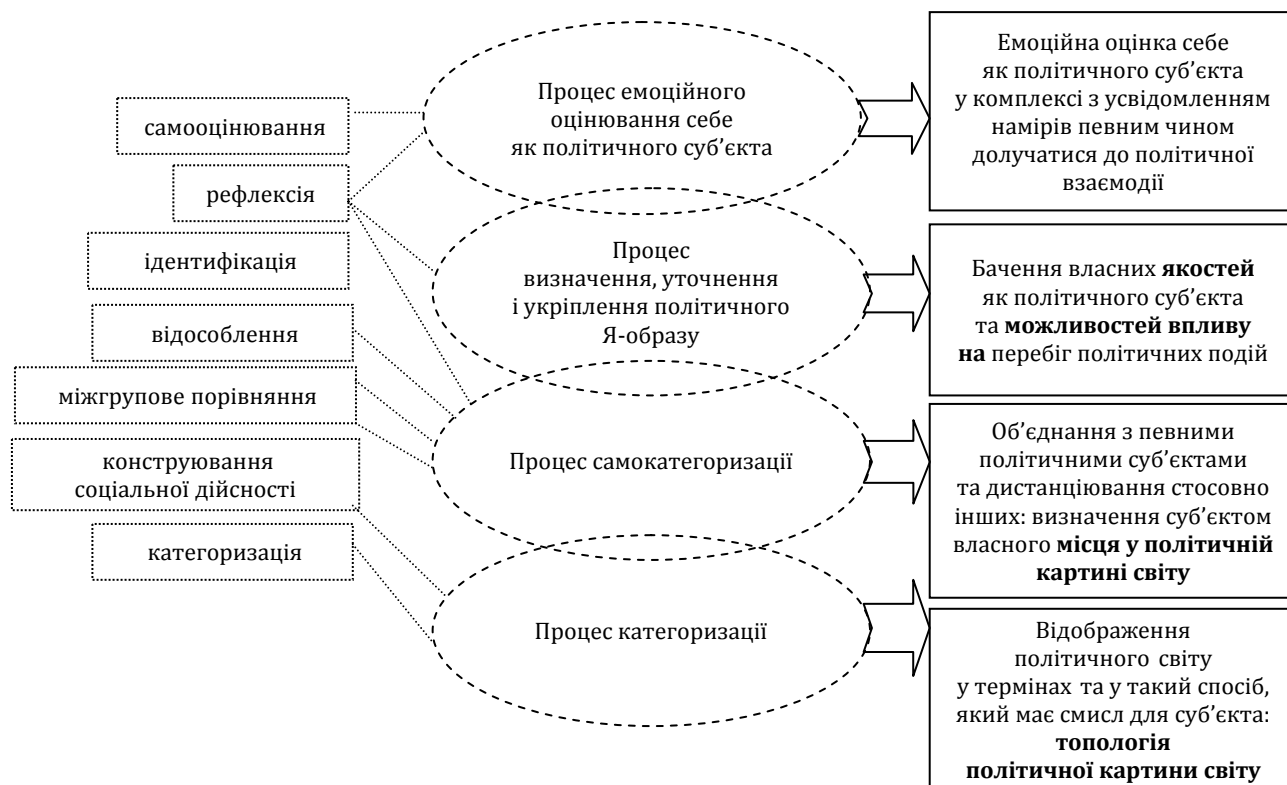 самооцінювання
рефлексія
ідентифікація
відособлення
міжгрупове порівняння
конструювання
соціальної дійсності
категоризація
Процес емоційного
оцінювання себе
як політичного суб’єкта
Процес
визначення, уточнення
і укріплення політичного
Я-образу
Процес самокатегоризації
Процес категоризації
Емоційна оцінка себе
як політичного суб’єкта
у комплексі з усвідомленням
намірів певним чином
долучатися до політичної
взаємодії
Бачення власних якостей
як політичного суб’єкта
та можливостей впливу
на перебіг політичних подій
Об’єднання з певними
політичними суб’єктами
та дистанціювання стосовно
інших: визначення суб’єктом
власного місця у політичній
картині світу
Відображення
політичного світу
у термінах та у такий спосіб,
який має смисл для суб’єкта:
топологія
політичної картини світу